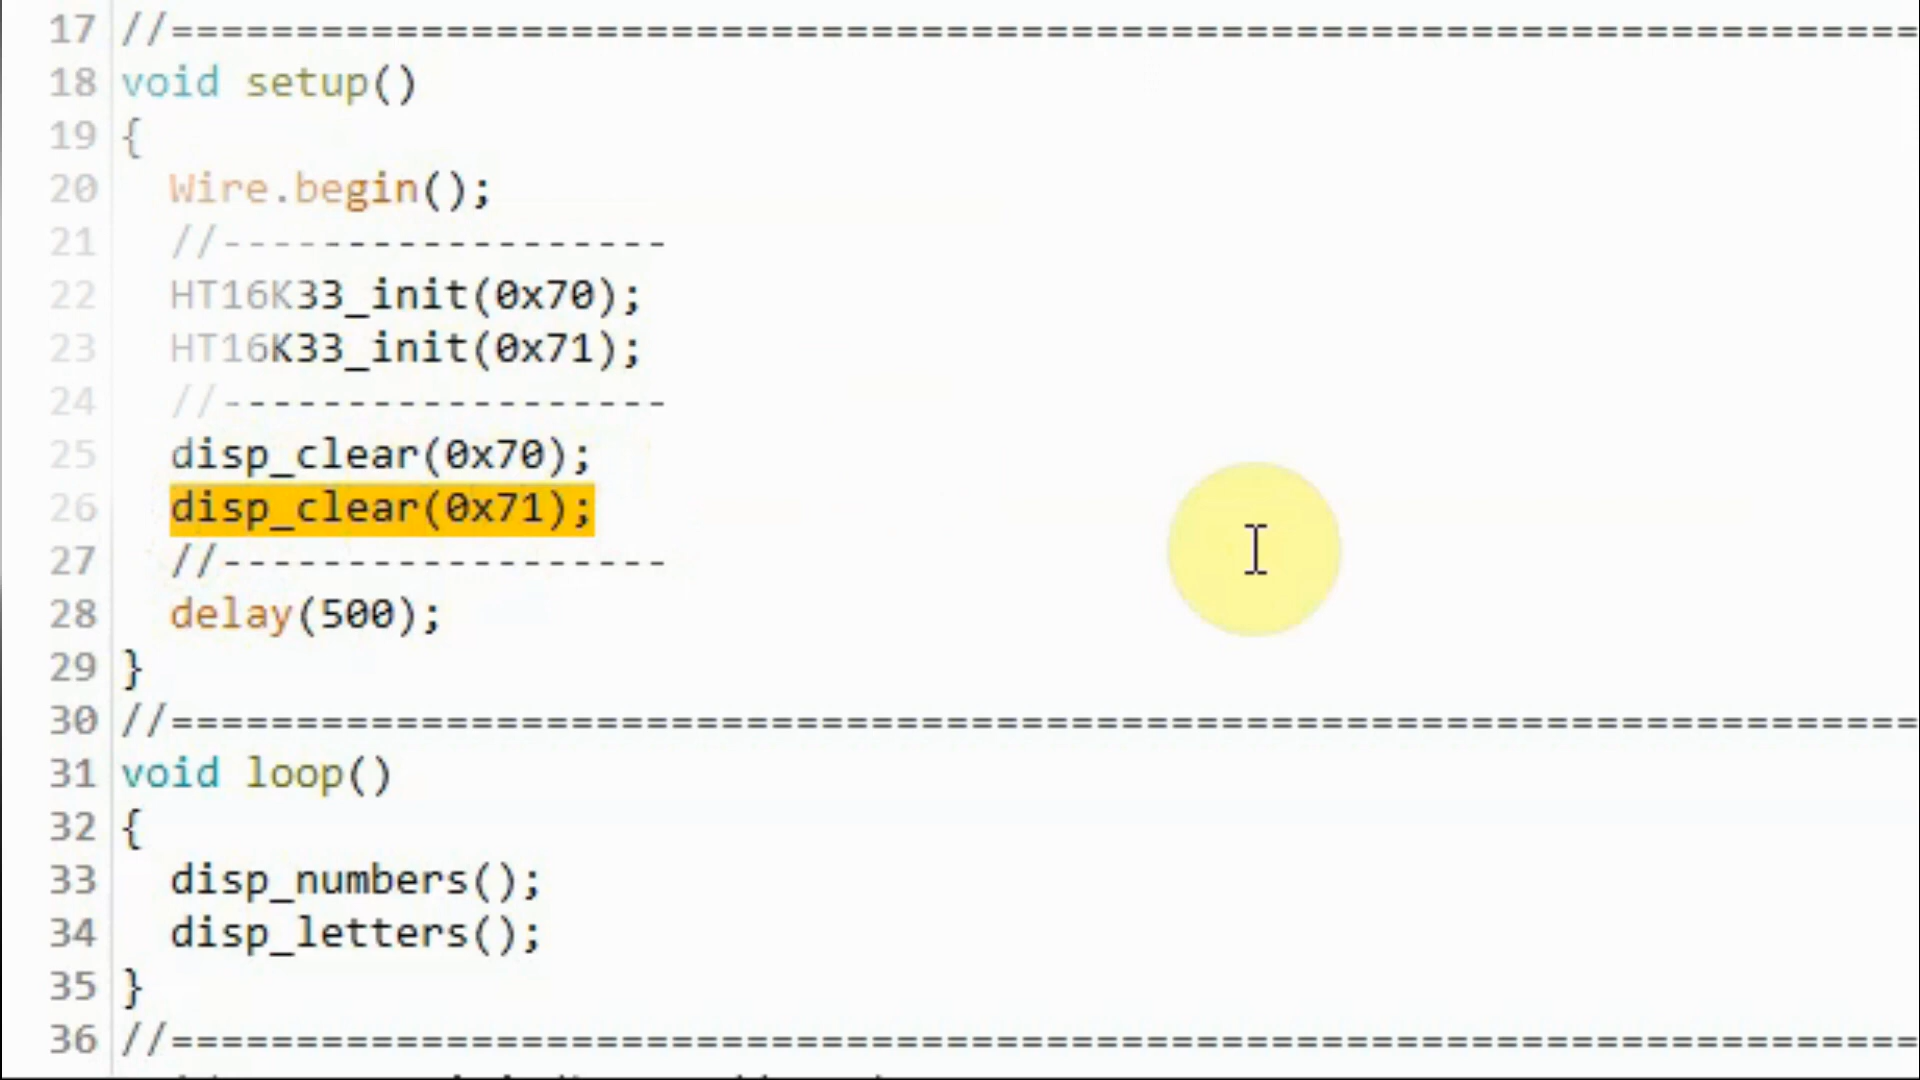 17 //======================================================================
18 void setup()
19 {
20 Wire.begin();
21 //------------------
22 HT16K33_init(0x70);
23 HT16K33_init(0x71);
24 //------------------
25 disp_clear(0x70);
26 disp_clear(0x71);
27 //------------------
28 delay(500);
29 }
30 //======================================================================
31 void loop()
32 {
33 disp_numbers();
34 disp_letters();
35 }
36 //======================================================================